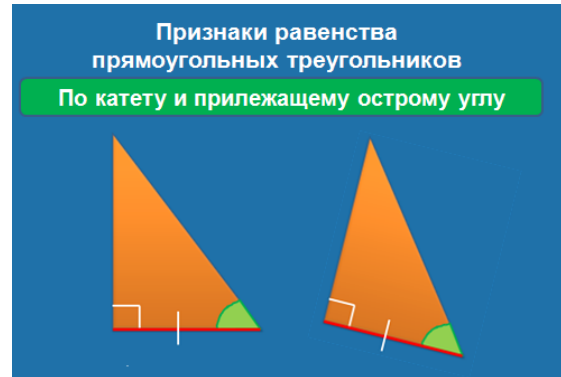 Признаки равенства
прямоугольных треугольников
По катету и прилежащему острому углу